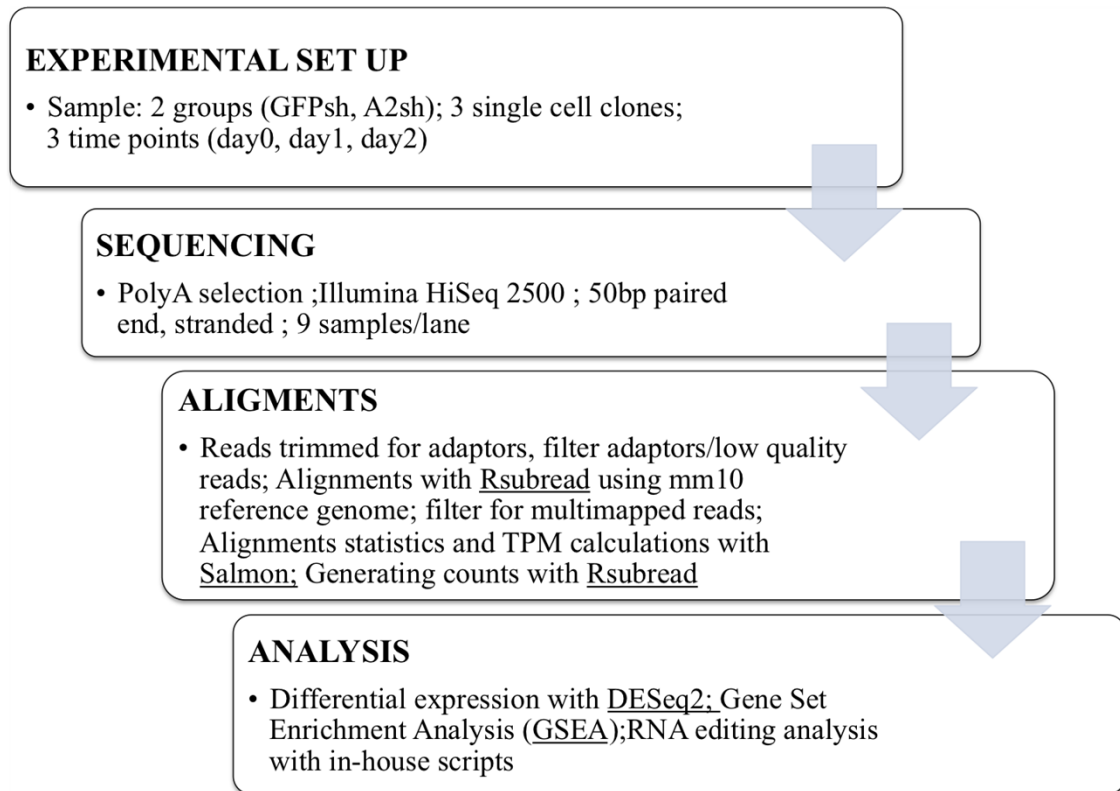 EXPERIMENTAL SET UP
• Sample: 2 groups (GFPsh, A2sh); 3 single cell clones;
3 time points (day0, day1, day2)
SEQUENCING
• PolyA selection ;Illumina HiSeq 2500 ; 50bp paired
end, stranded ; 9 samples/lane
ALIGMENTS
• Reads trimmed for adaptors, filter adaptors/low quality
reads; Alignments with Rsubread using mm10
reference genome; filter for multimapped reads;
Alignments statistics and TPM calculations with
Salmon; Generating counts with Rsubread
ANALYSIS
• Differential expression with DESeq2; Gene Set
Enrichment Analysis (GSEA);RNA editing analysis
with in-house scripts